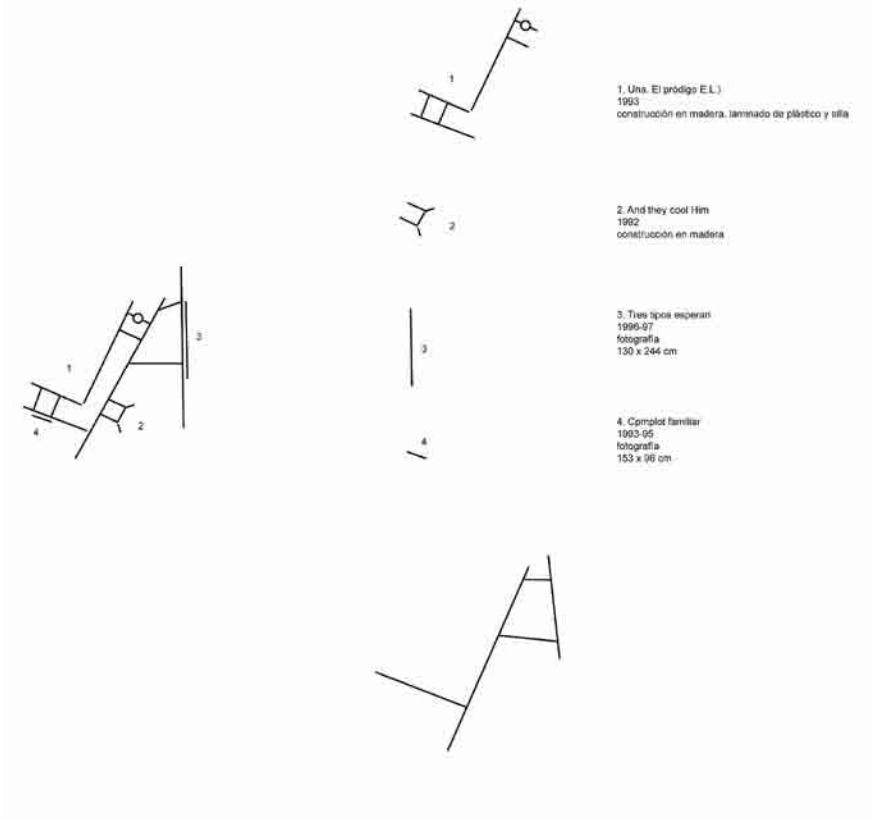 1
1. Una. El pródigo E.L.)
1993
construcción en madera, laminado de plástico y silla
2
2. And they cool Him
1992
construcción en madera
3. Tres tipos esperan
1996-97
fotografía
130 x 244 cm
3
4. Cpmplot familiar
1993-95
fotografía
153 x 96 cm
4
1
2
3
4